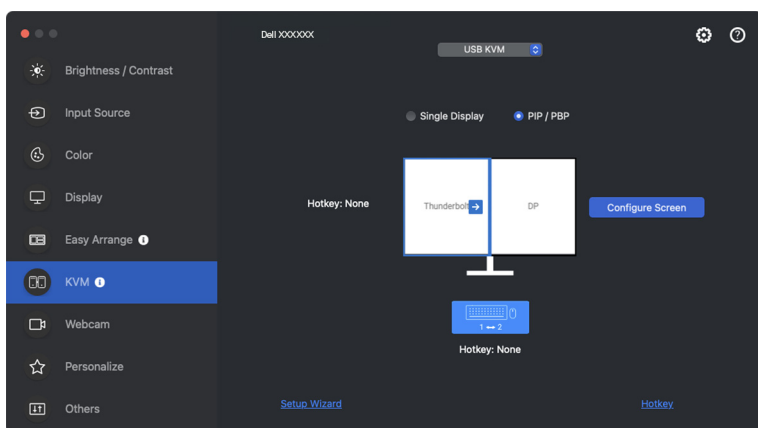 Dell XXXXXX
USB KVM
Brightness / Contrast
Input Source
Color
Display
Easy Arrange
KVM
Webcam
Personalize
Others
Single Display
PIP / PBP
Hotkey: None
Thunderbolt
DP
Configure Screen
1 2
Hotkey: None
Setup Wizard
Hotkey